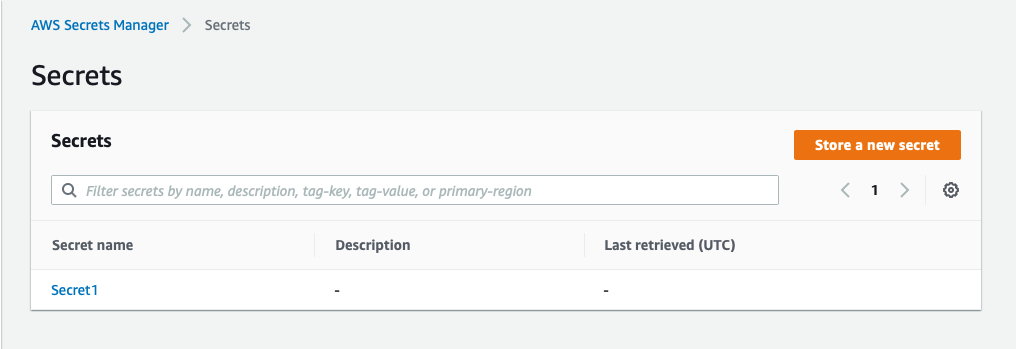 AWS Secrets Manager > Secrets
Secrets
Secrets
Store a new secret
Filter secrets by name, description, tag-key, tag-value, or primary-region
< 1 >
Secret name Description Last retrieved (UTC)
Secret1 - -